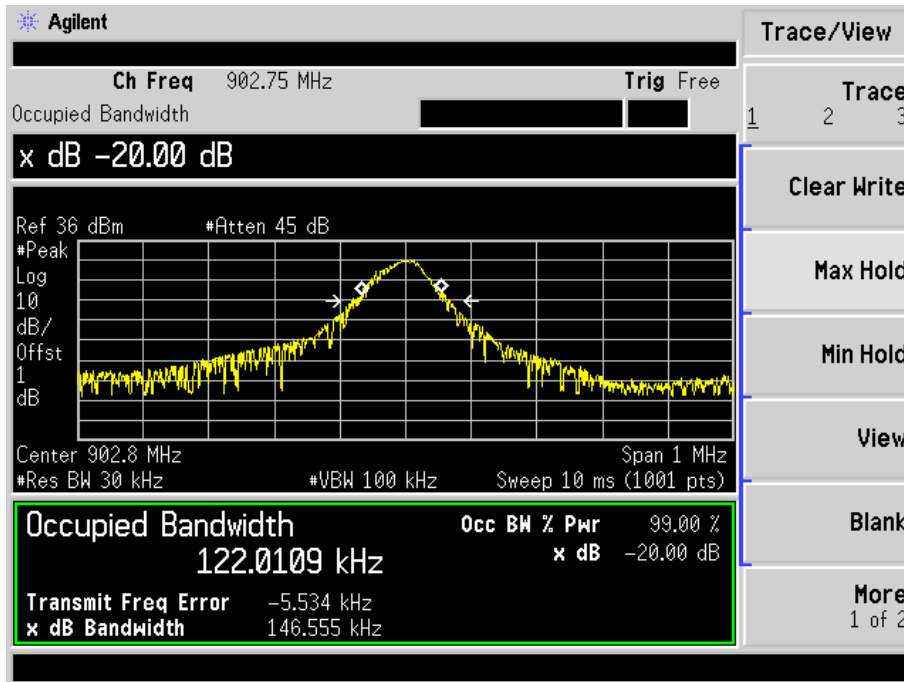 Agilent
Trace/View
Ch Freq 902.75 MHz Trig Free
Occupied Bandwidth
x dB -20.00 dB
Ref 36 dBm #Atten 45 dB
#Peak
Log
10
dB/
Offst
1
dB
Center 902.8 MHz Span 1 MHz
#Res BW 30 kHz #VBW 100 kHz Sweep 10 ms (1001 pts)
Occupied Bandwidth
122.0109 kHz
Occ BW % Pwr 99.00 %
x dB -20.00 dB
Transmit Freq Error -5.534 kHz
x dB Bandwidth 146.555 kHz
Trace
1 2 3
Clear Write
Max Hold
Min Hold
View
Blank
More
1 of 2